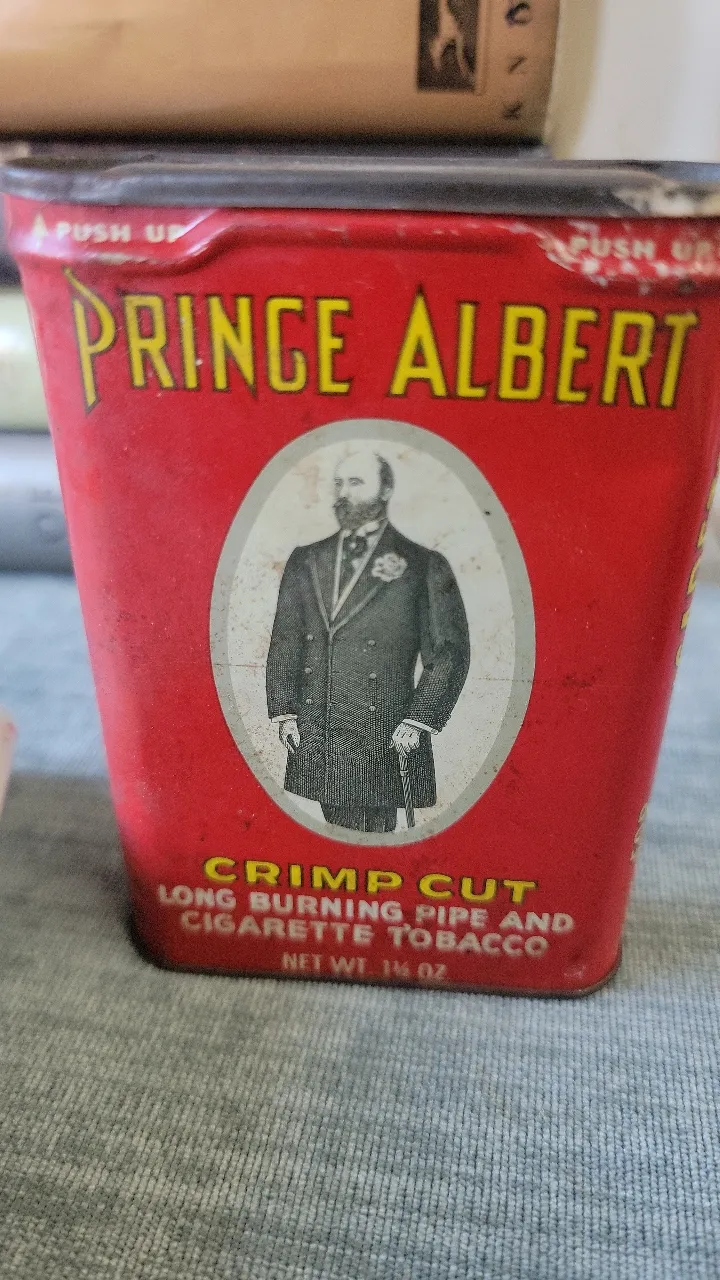 KNO
PUSH UP PUSH UP
PRINCE ALBERT
CRIMP CUT
LONG BURNING PIPE AND
CIGARETTE TOBACCO
NET WT. 1½ OZ